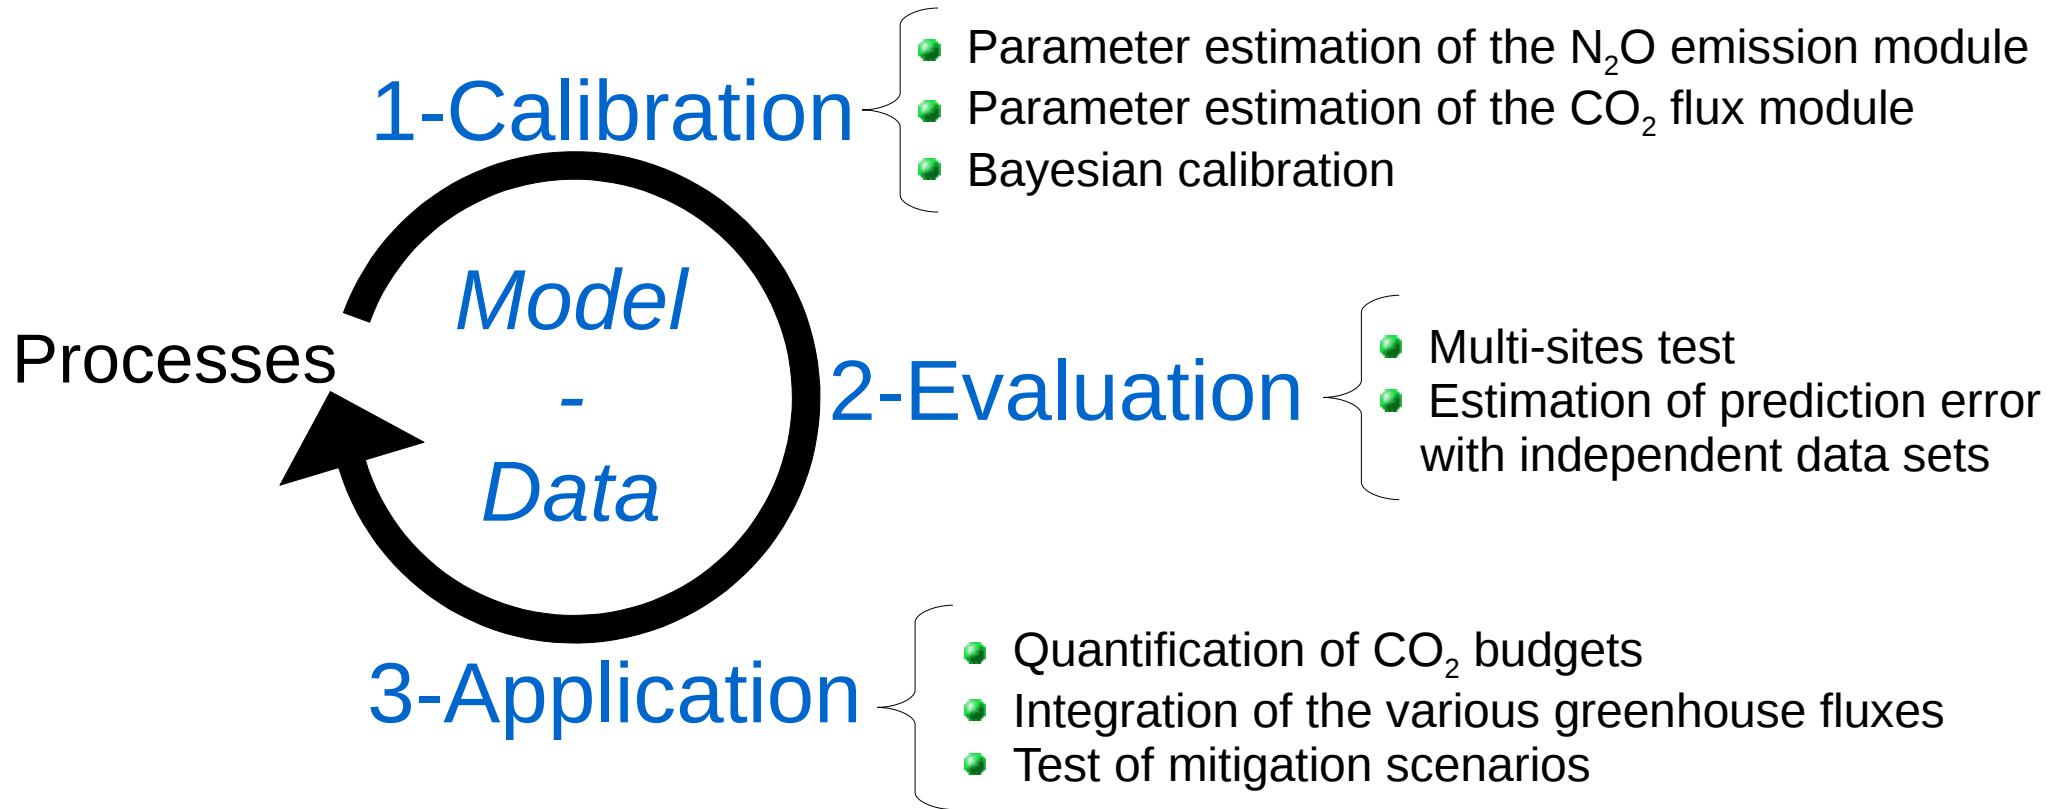 1-Calibration
Parameter estimation of the N₂O emission module
Parameter estimation of the CO₂ flux module
Bayesian calibration
Processes
Model
-
Data
2-Evaluation
Multi-sites test
Estimation of prediction error
with independent data sets
3-Application
Quantification of CO₂ budgets
Integration of the various greenhouse fluxes
Test of mitigation scenarios